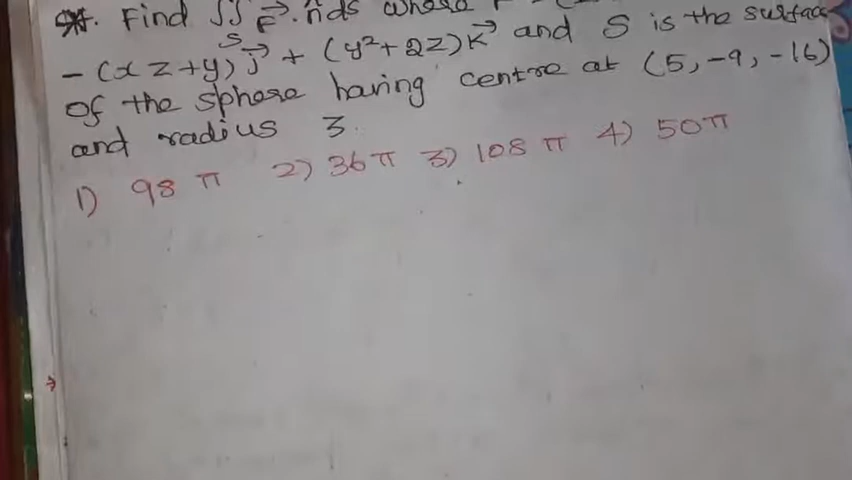 Find ∬ F⃗. n̂ds where
S
-(xz+y)j⃗ + (y²+2z)k⃗ and S is the surface
of the sphere having centre at (5,-9,-16)
and radius 3.
1) 98 π 2) 36π 3) 108 π 4) 50π